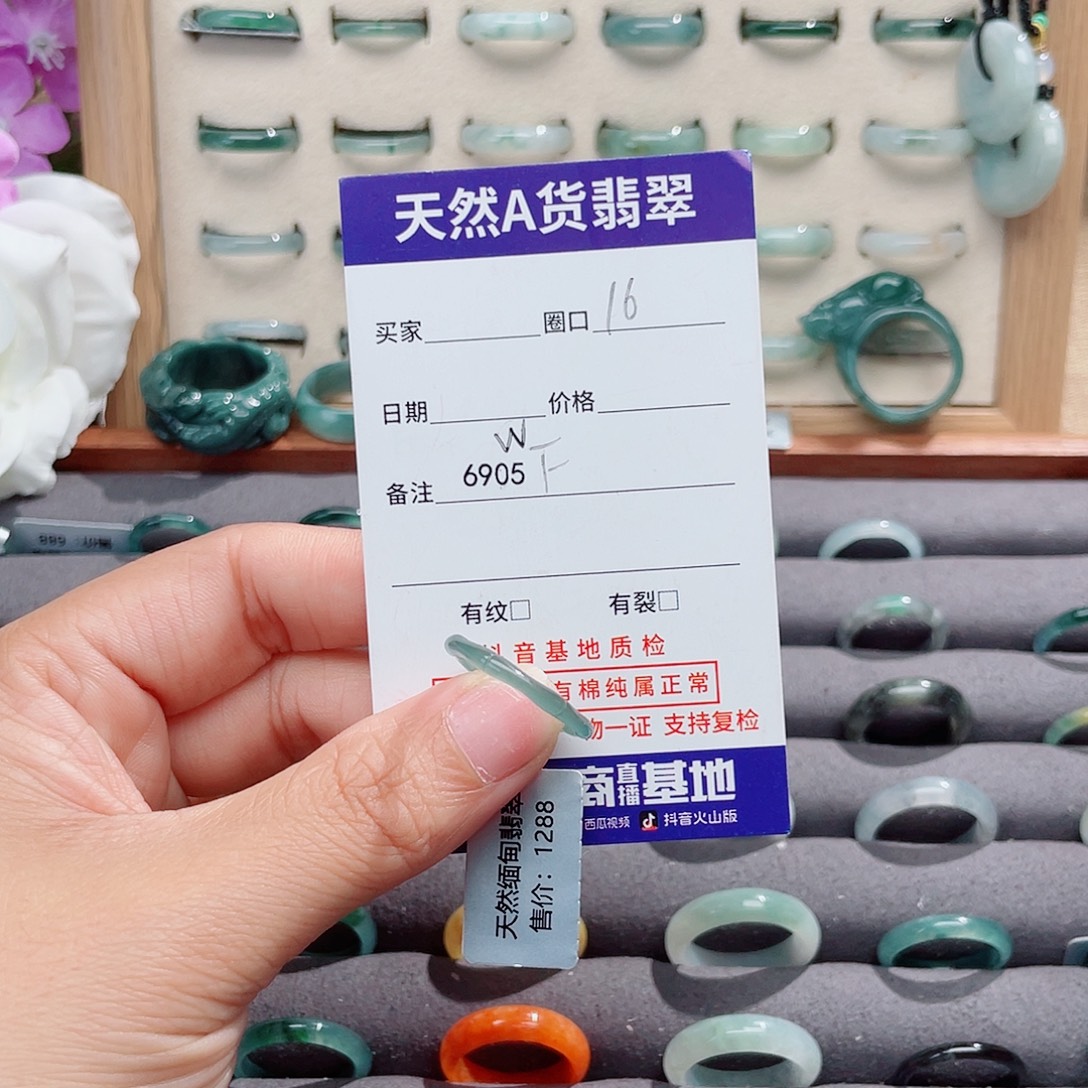 天然A货翡翠
买家 圈口 16
日期 价格
W
备注 6905 F
有纹□ 有裂□
音基地质检
有棉纯属正常
物一证 支持复检
商直播基地
西瓜视频 抖音火山版
天然缅甸翡翠
售价：1288